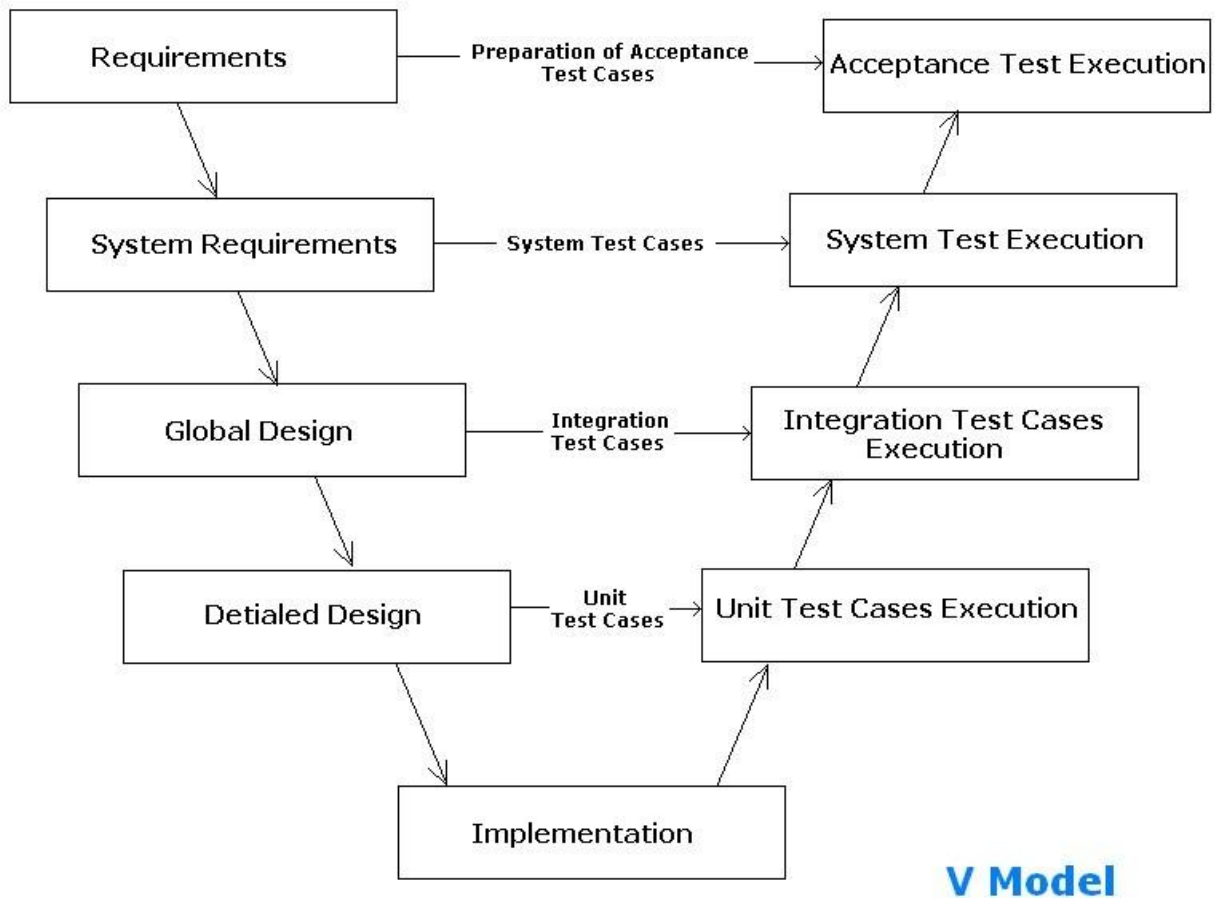 Requirements
Preparation of Acceptance
Test Cases
Acceptance Test Execution
System Requirements
System Test Cases
System Test Execution
Global Design
Integration
Test Cases
Integration Test Cases
Execution
Detialed Design
Unit
Test Cases
Unit Test Cases Execution
Implementation
V Model